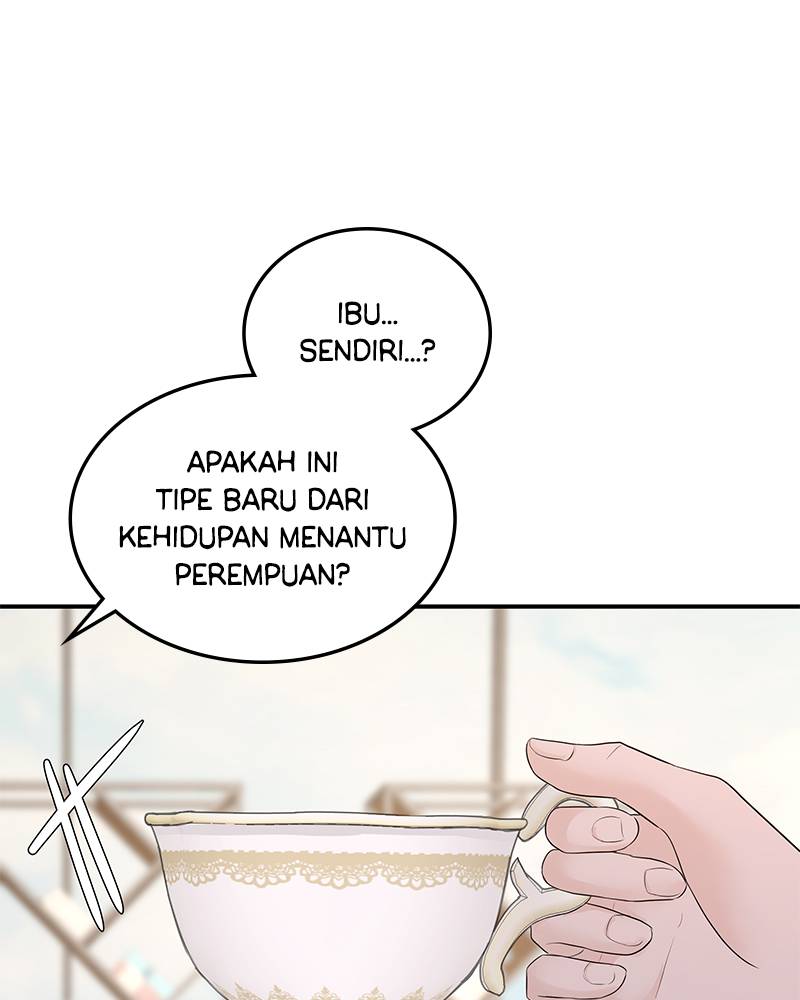 IBU...
SENDIRI...?
APAKAH INI
TIPE BARU DARI
KEHIDUPAN MENANTU
PEREMPUAN?